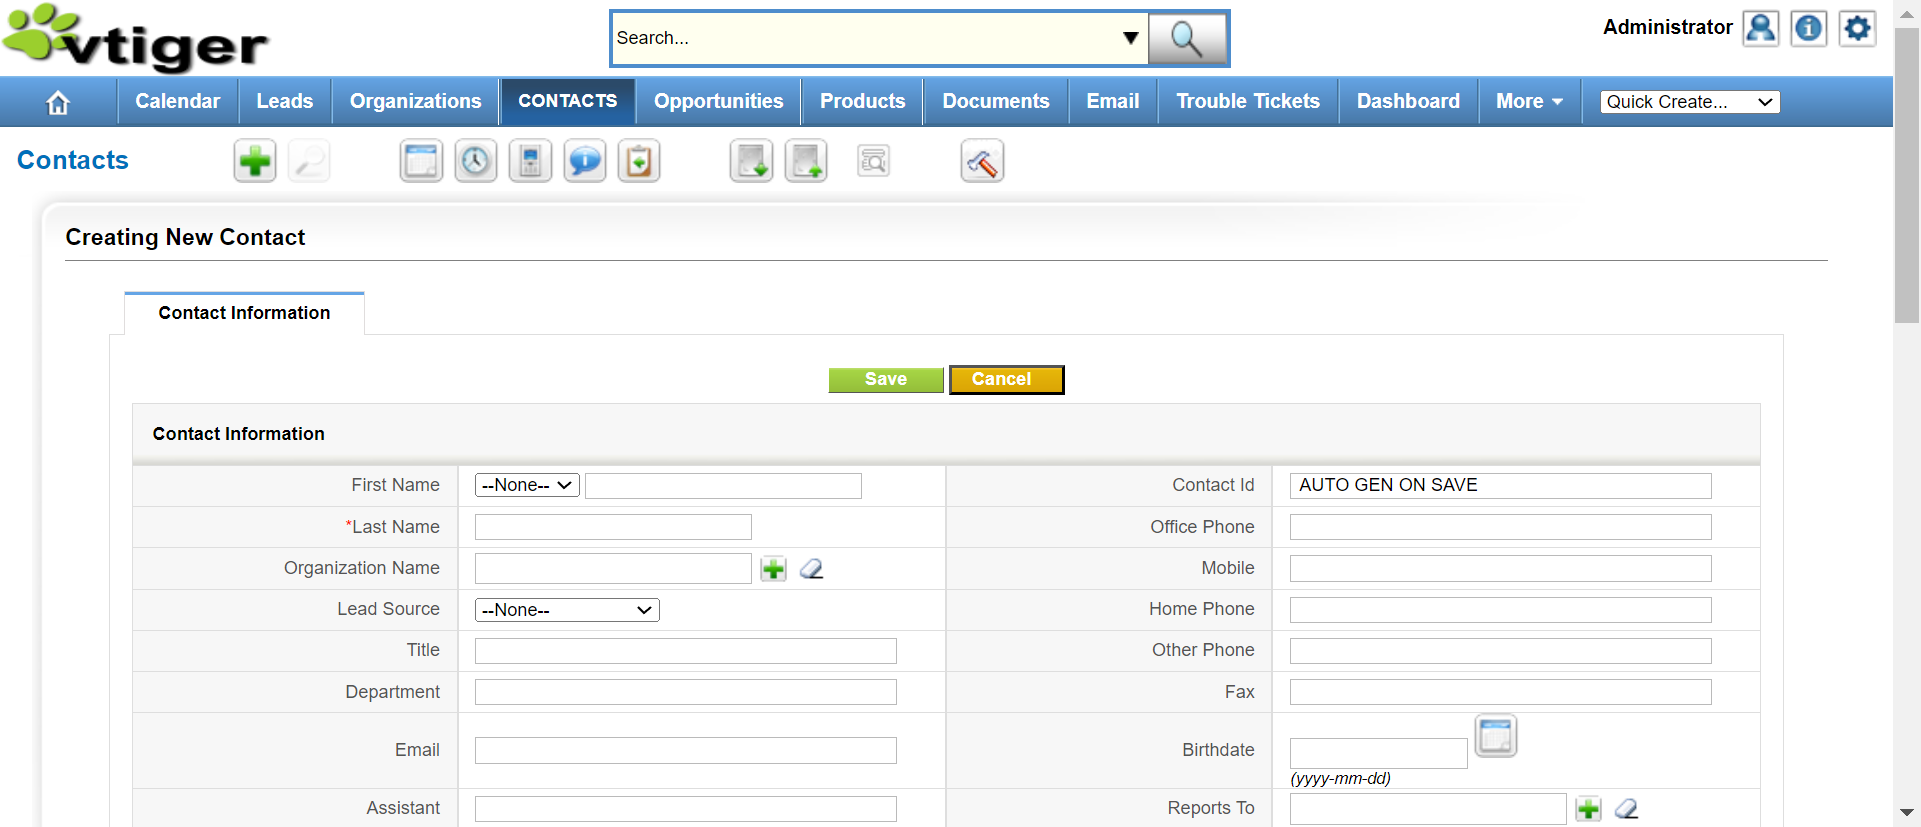 vtiger
Search...
Administrator
Calendar Leads Organizations CONTACTS Opportunities Products Documents Email Trouble Tickets Dashboard More Quick Create...
Contacts
Creating New Contact
Contact Information
Save Cancel
Contact Information
First Name --None-- Contact Id AUTO GEN ON SAVE
*Last Name Office Phone
Organization Name Mobile
Lead Source --None-- Home Phone
Title Other Phone
Department Fax
Email Birthdate
(yyyy-mm-dd)
Assistant Reports To